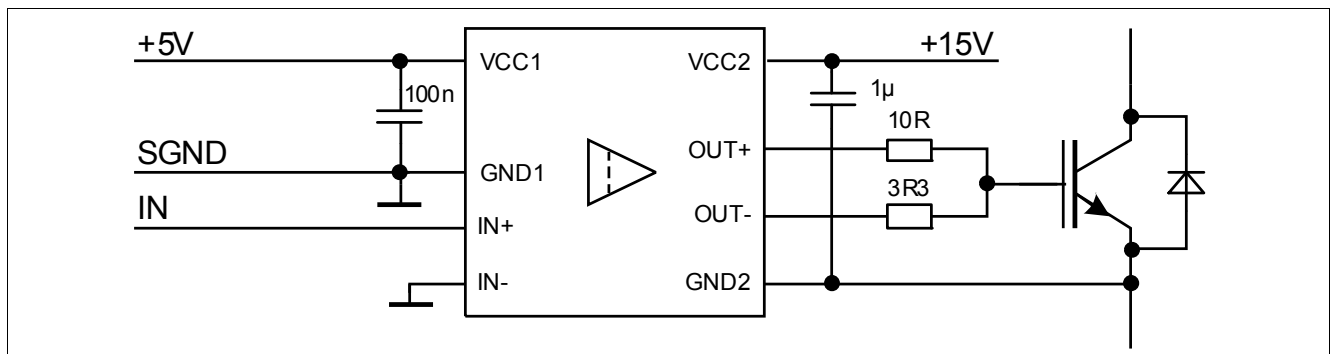 +5V
100n
SGND
IN
VCC1
GND1
IN+
IN-
VCC2
OUT+
OUT-
GND2
+15V
1µ
10R
3R3